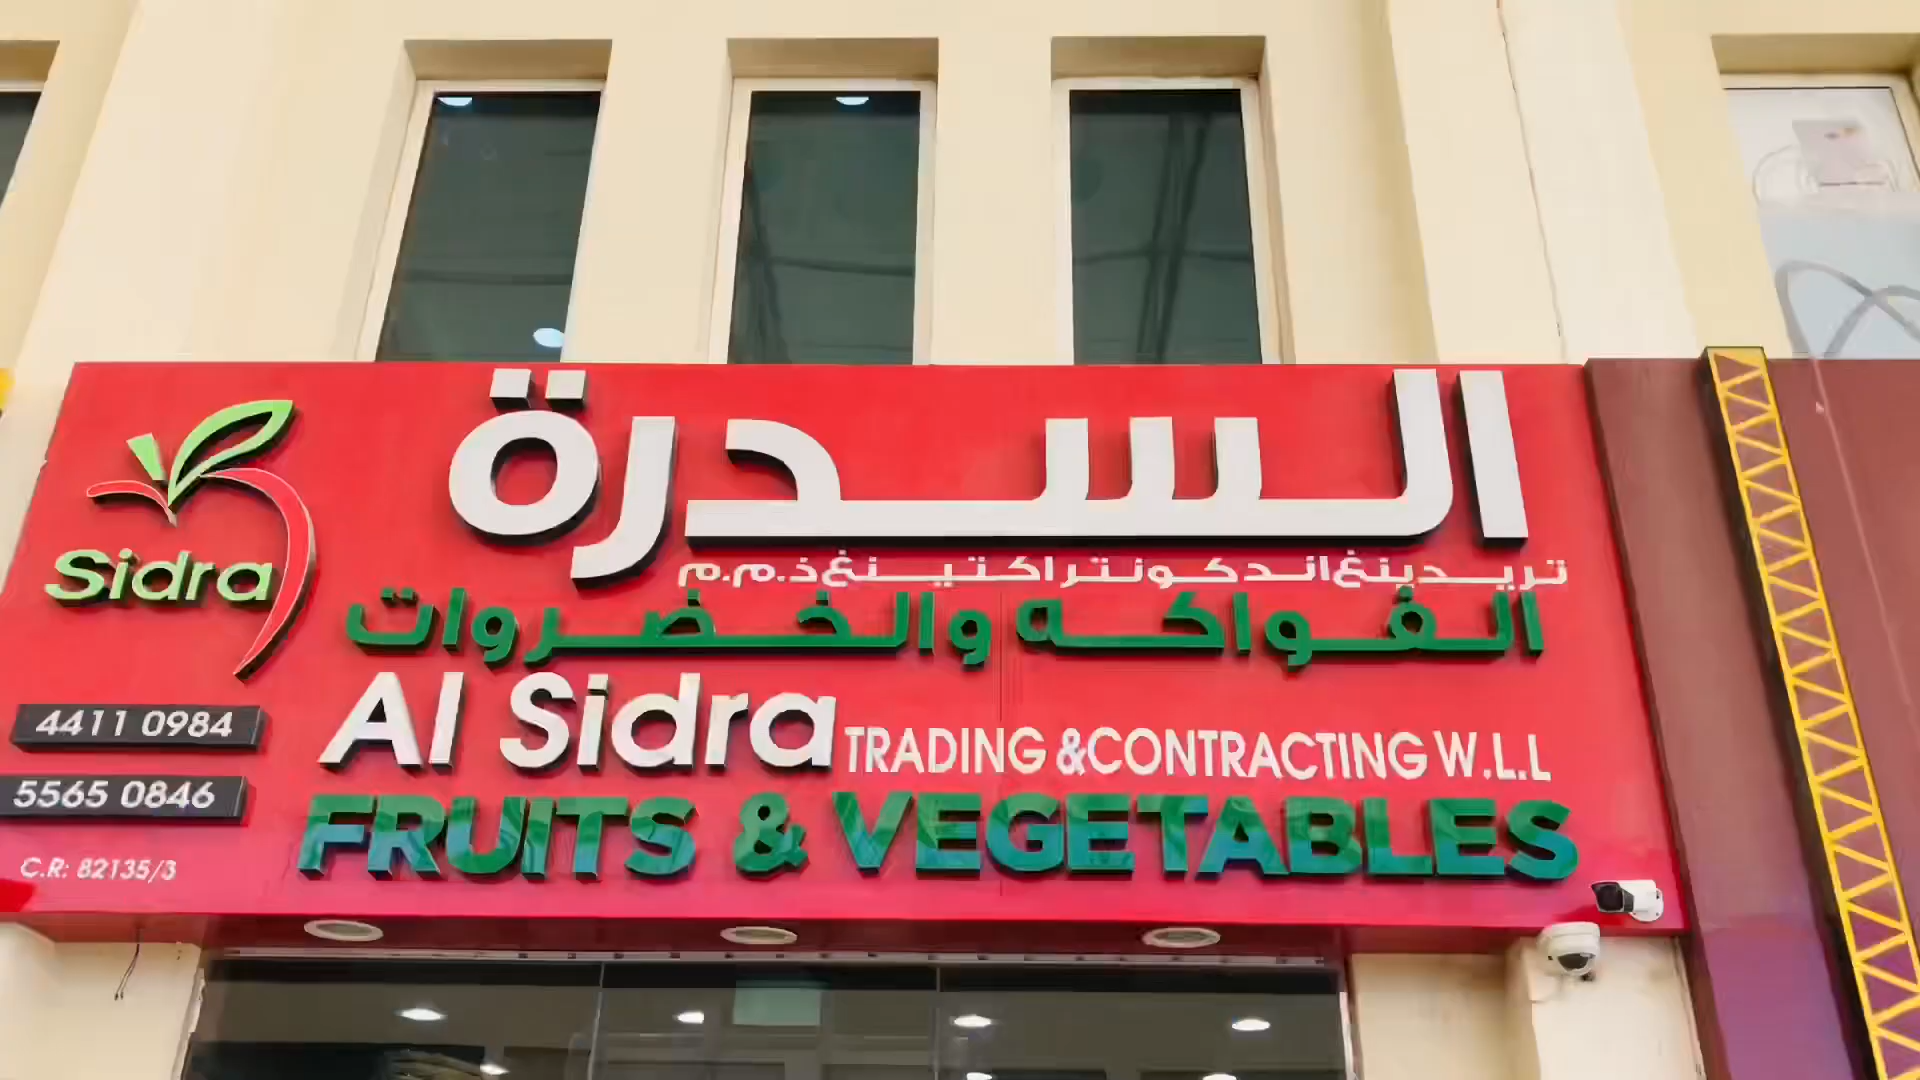 السدرة
تريدينغ اند كونتراكتينغ ذ.م.م
الفواكه والخضروات
Sidra
Al Sidra TRADING &CONTRACTING W.L.L
4411 0984
5565 0846
FRUITS & VEGETABLES
C.R: 82135/3